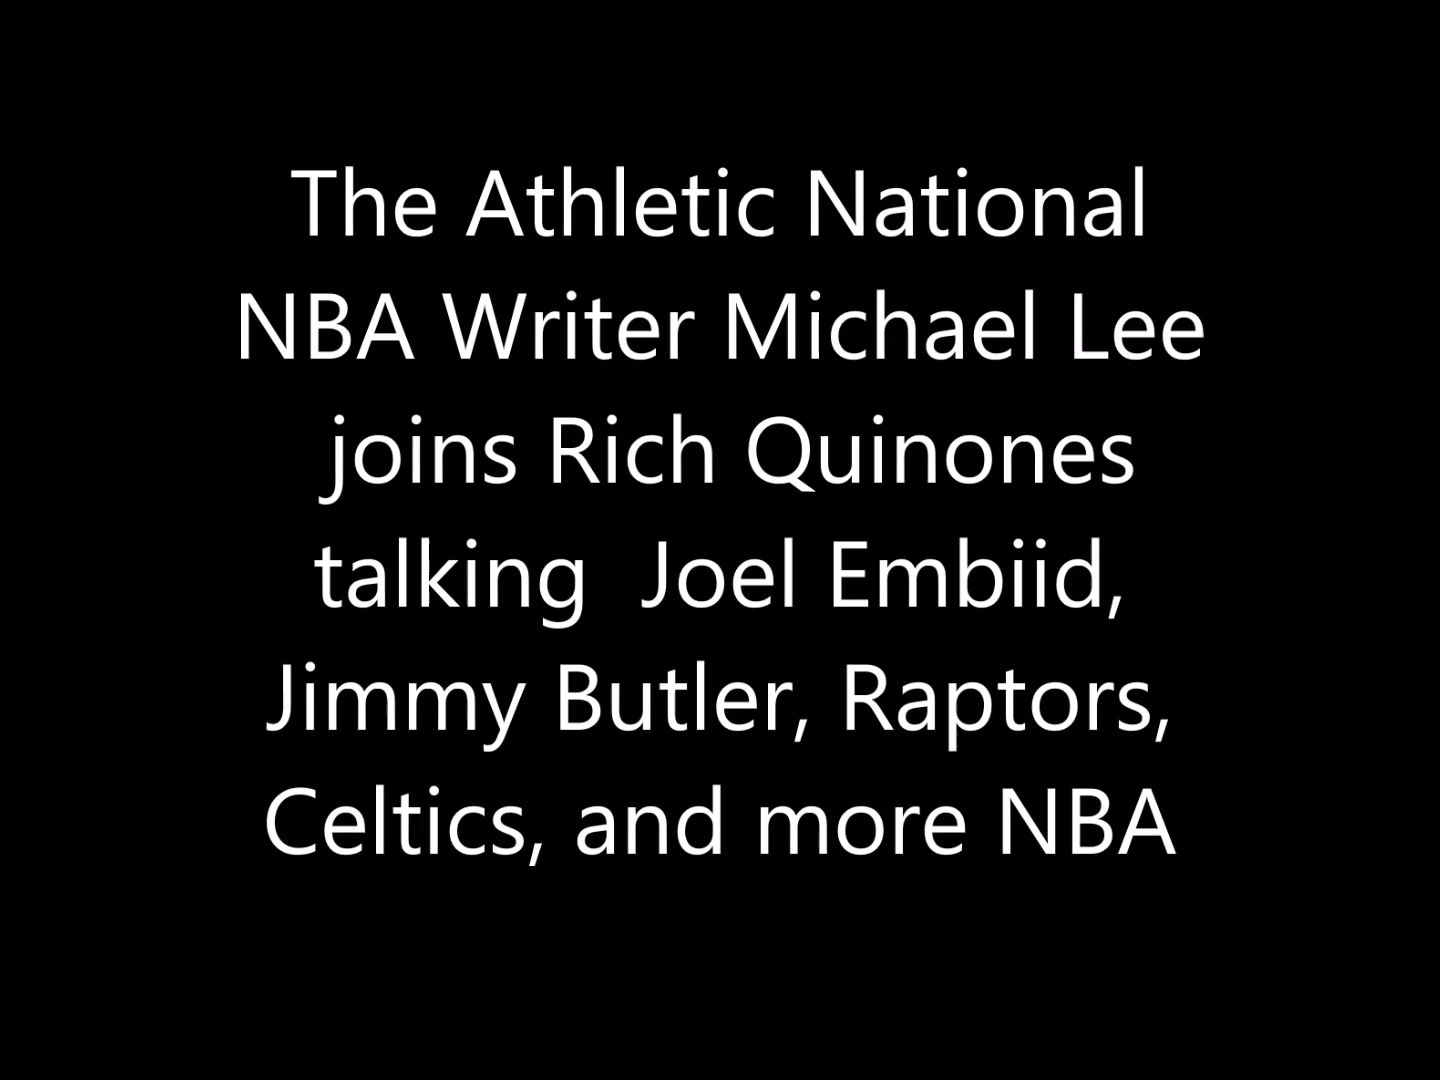 The Athletic National
NBA Writer Michael Lee
joins Rich Quinones
talking  Joel Embiid,
Jimmy Butler, Raptors,
Celtics, and more NBA